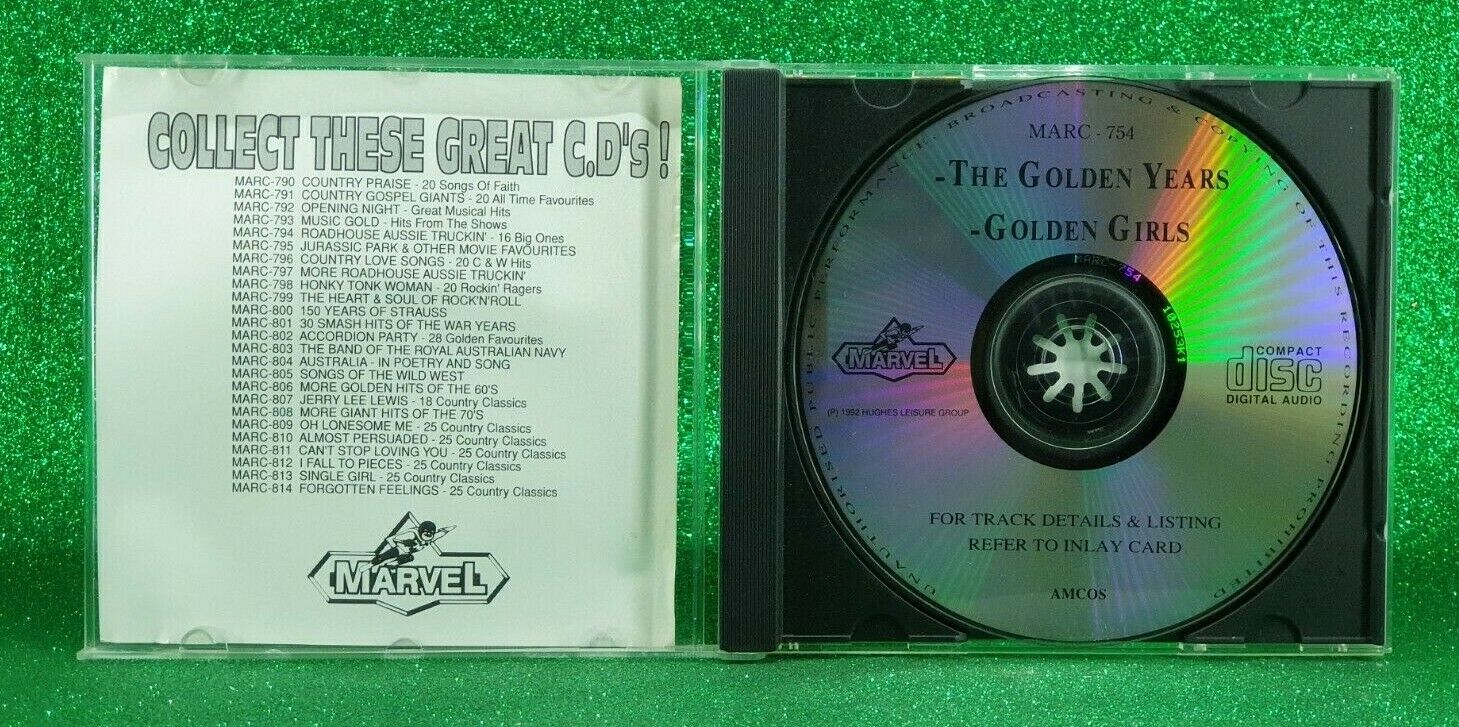 COLLECT THESE GREAT C.D's !
MARC-790 COUNTRY PRAISE - 20 Songs Of Faith
MARC-791 COUNTRY GOSPEL GIANTS - 20 All Time Favourites
MARC-792 OPENING NIGHT - Great Musical Hits
MARC-793 MUSIC GOLD - Hits From The Shows
MARC-794 ROADHOUSE AUSSIE TRUCKIN' - 16 Big Ones
MARC-795 JURASSIC PARK & OTHER MOVIE FAVOURITES
MARC-796 COUNTRY LOVE SONGS - 20 C & W Hits
MARC-797 MORE ROADHOUSE AUSSIE TRUCKIN'
MARC-798 HONKY TONK WOMAN - 20 Rockin' Ragers
MARC-799 THE HEART & SOUL OF ROCK'N'ROLL
MARC-800 150 YEARS OF STRAUSS
MARC-801 30 SMASH HITS OF THE WAR YEARS
MARC-802 ACCORDION PARTY - 28 Golden Favourites
MARC-803 THE BAND OF THE ROYAL AUSTRALIAN NAVY
MARC-804 AUSTRALIA - IN POETRY AND SONG
MARC-805 SONGS OF THE WILD WEST
MARC-806 MORE GOLDEN HITS OF THE 60'S
MARC-807 JERRY LEE LEWIS - 18 Country Classics
MARC-808 MORE GIANT HITS OF THE 70'S
MARC-809 OH LONESOME ME - 25 Country Classics
MARC-810 ALMOST PERSUADED - 25 Country Classics
MARC-811 CAN'T STOP LOVING YOU - 25 Country Classics
MARC-812 I FALL TO PIECES - 25 Country Classics
MARC-813 SINGLE GIRL - 25 Country Classics
MARC-814 FORGOTTEN FEELINGS - 25 Country Classics
MARVEL
UNAUTHORISED PUBLIC PERFORMANCE, BROADCASTING & COPYING OF THIS RECORDING PROHIBITED
MARC - 754
-THE GOLDEN YEARS
-GOLDEN GIRLS
MARC-754
MARVEL
(P) 1992 HUGHES LEISURE GROUP
COMPACT
disc
DIGITAL AUDIO
FOR TRACK DETAILS & LISTING
REFER TO INLAY CARD
AMCOS